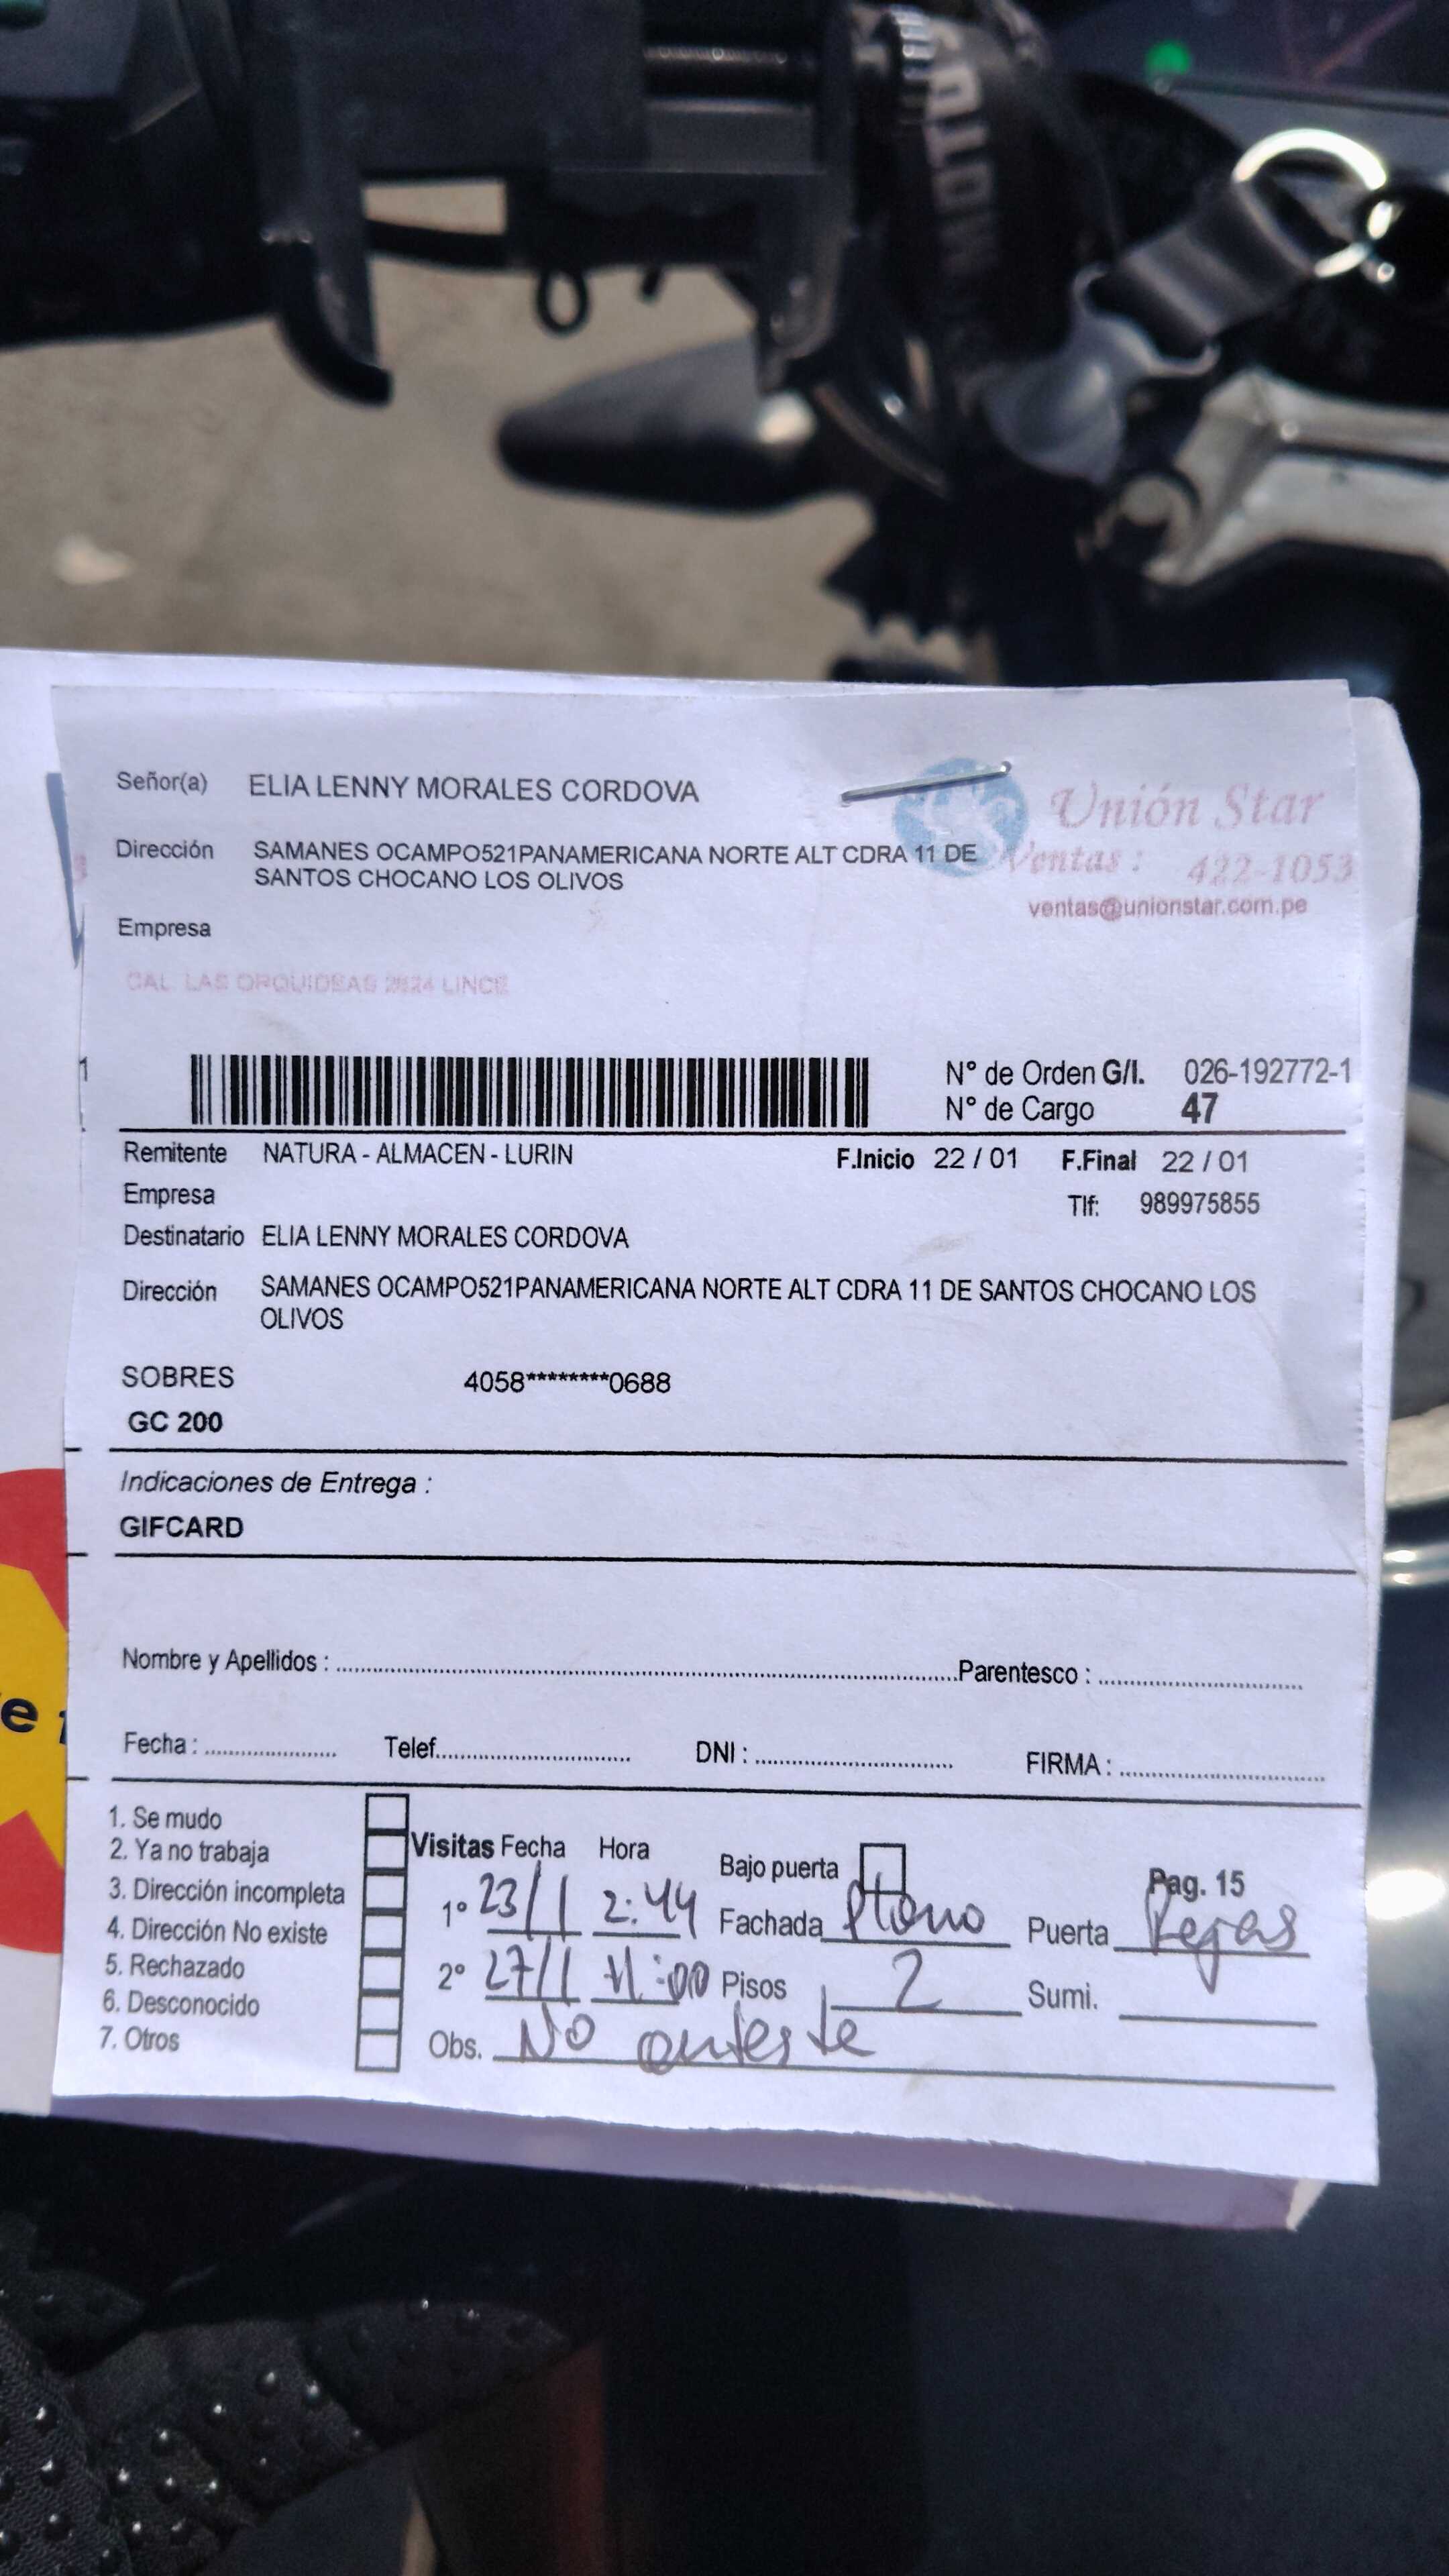 MOTO
Señor(a) ELIA LENNY MORALES CORDOVA
Unión Star
Dirección SAMANES OCAMPO521PANAMERICANA NORTE ALT CDRA 11 DE
SANTOS CHOCANO LOS OLIVOS
Ventas : 422-1053
ventas@unionstar.com.pe
Empresa
CAL. LAS ORQUIDEAS 2624 LINCE
1
N° de Orden G/I. 026-192772-1
N° de Cargo 47
Remitente NATURA - ALMACEN - LURIN F.Inicio 22 / 01 F.Final 22 / 01
Empresa Tlf: 989975855
Destinatario ELIA LENNY MORALES CORDOVA
Dirección SAMANES OCAMPO521PANAMERICANA NORTE ALT CDRA 11 DE SANTOS CHOCANO LOS
OLIVOS
SOBRES 4058********0688
GC 200
Indicaciones de Entrega :
GIFCARD
Nombre y Apellidos : Parentesco :
e
Fecha : Telef. DNI : FIRMA :
1. Se mudo
2. Ya no trabaja
3. Dirección incompleta
4. Dirección No existe
5. Rechazado
6. Desconocido
7. Otros
Visitas Fecha Hora Bajo puerta Pag. 15
1° 23/1 2:44 Fachada Puerta Rejas
2° 27/1 11:00 Pisos 2 Sumi.
Obs. No conteste